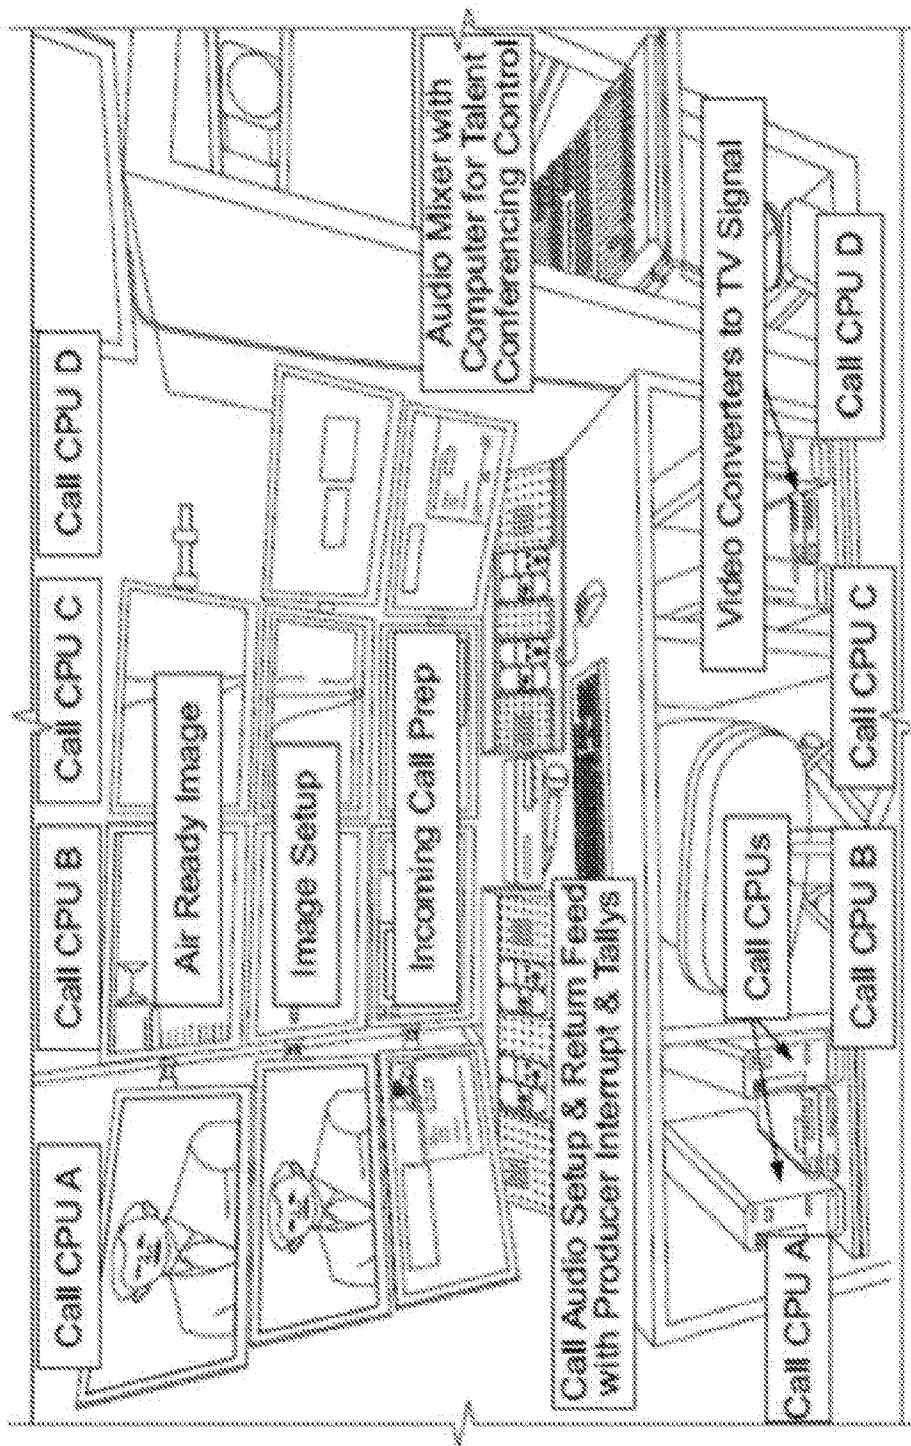 Call CPU A
Call CPU B
Call CPU C
Call CPU D
Air Ready Image
Image Setup
Incoming Call Prep
Audio Mixer with
Computer for Talent
Conferencing Control
Call Audio Setup & Return Feed
with Producer Interrupt & Tallys
Video Converters to TV Signal
Call CPUs
Call CPU A
Call CPU B
Call CPU C
Call CPU D